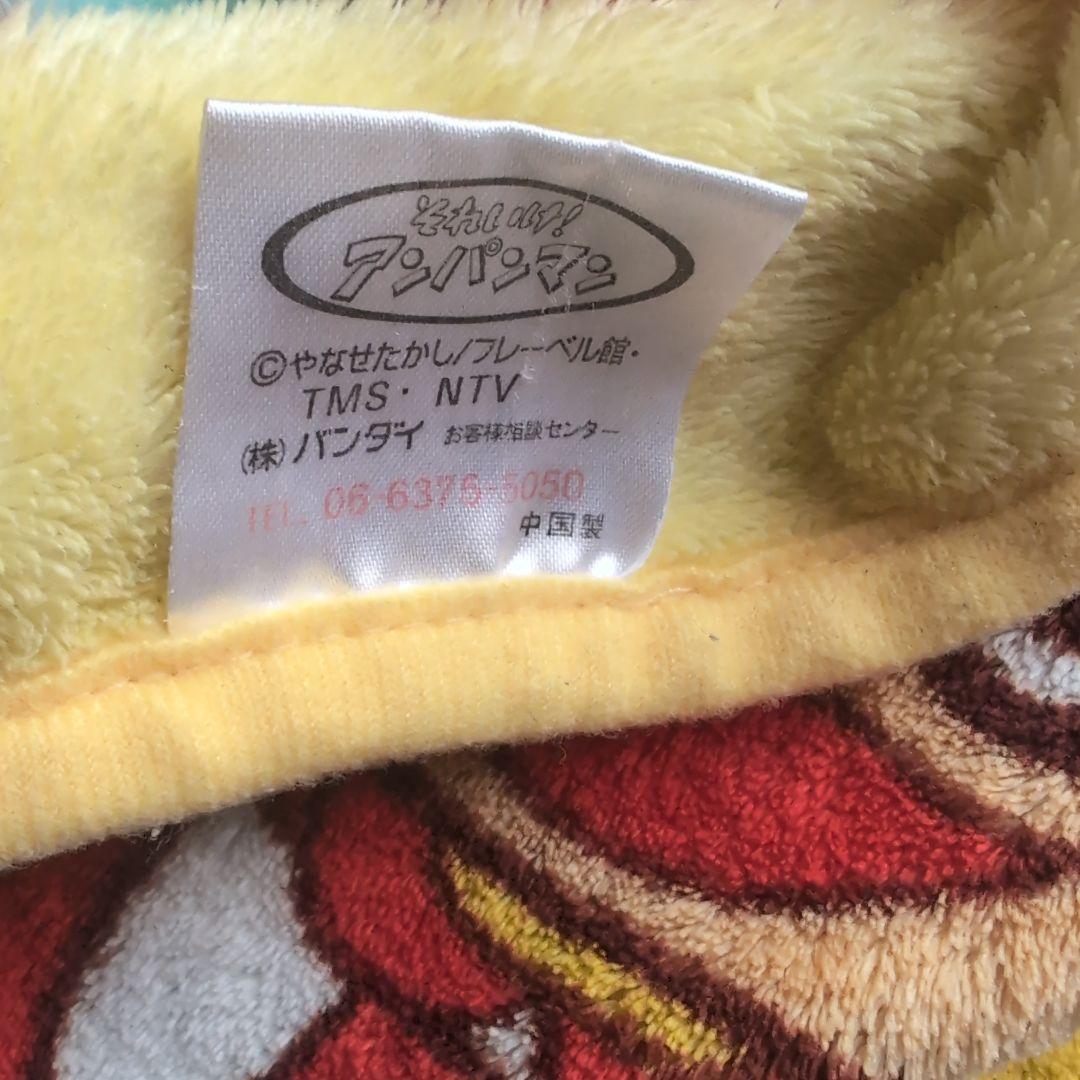 それいけ!
アンパンマン
©やなせたかし/フレーベル館・
TMS・NTV
(株)バンダイ お客様相談センター
TEL. 06-6375-5050
中国製